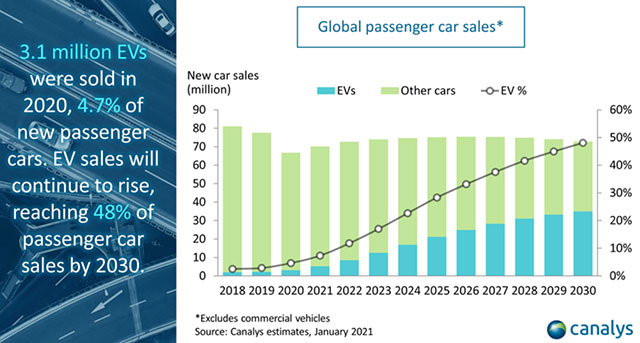 3.1 million EVs
were sold in
2020, 4.7% of
new passenger
cars. EV sales will
continue to rise,
reaching 48% of
passenger car
sales by 2030.
Global passenger car sales*
New car sales
(million)
EVs Other cars EV %
90 60%
80
70 50%
60 40%
50
40 30%
30 20%
20
10 10%
0 0%
2018 2019 2020 2021 2022 2023 2024 2025 2026 2027 2028 2029 2030
*Excludes commercial vehicles
Source: Canalys estimates, January 2021
canalys